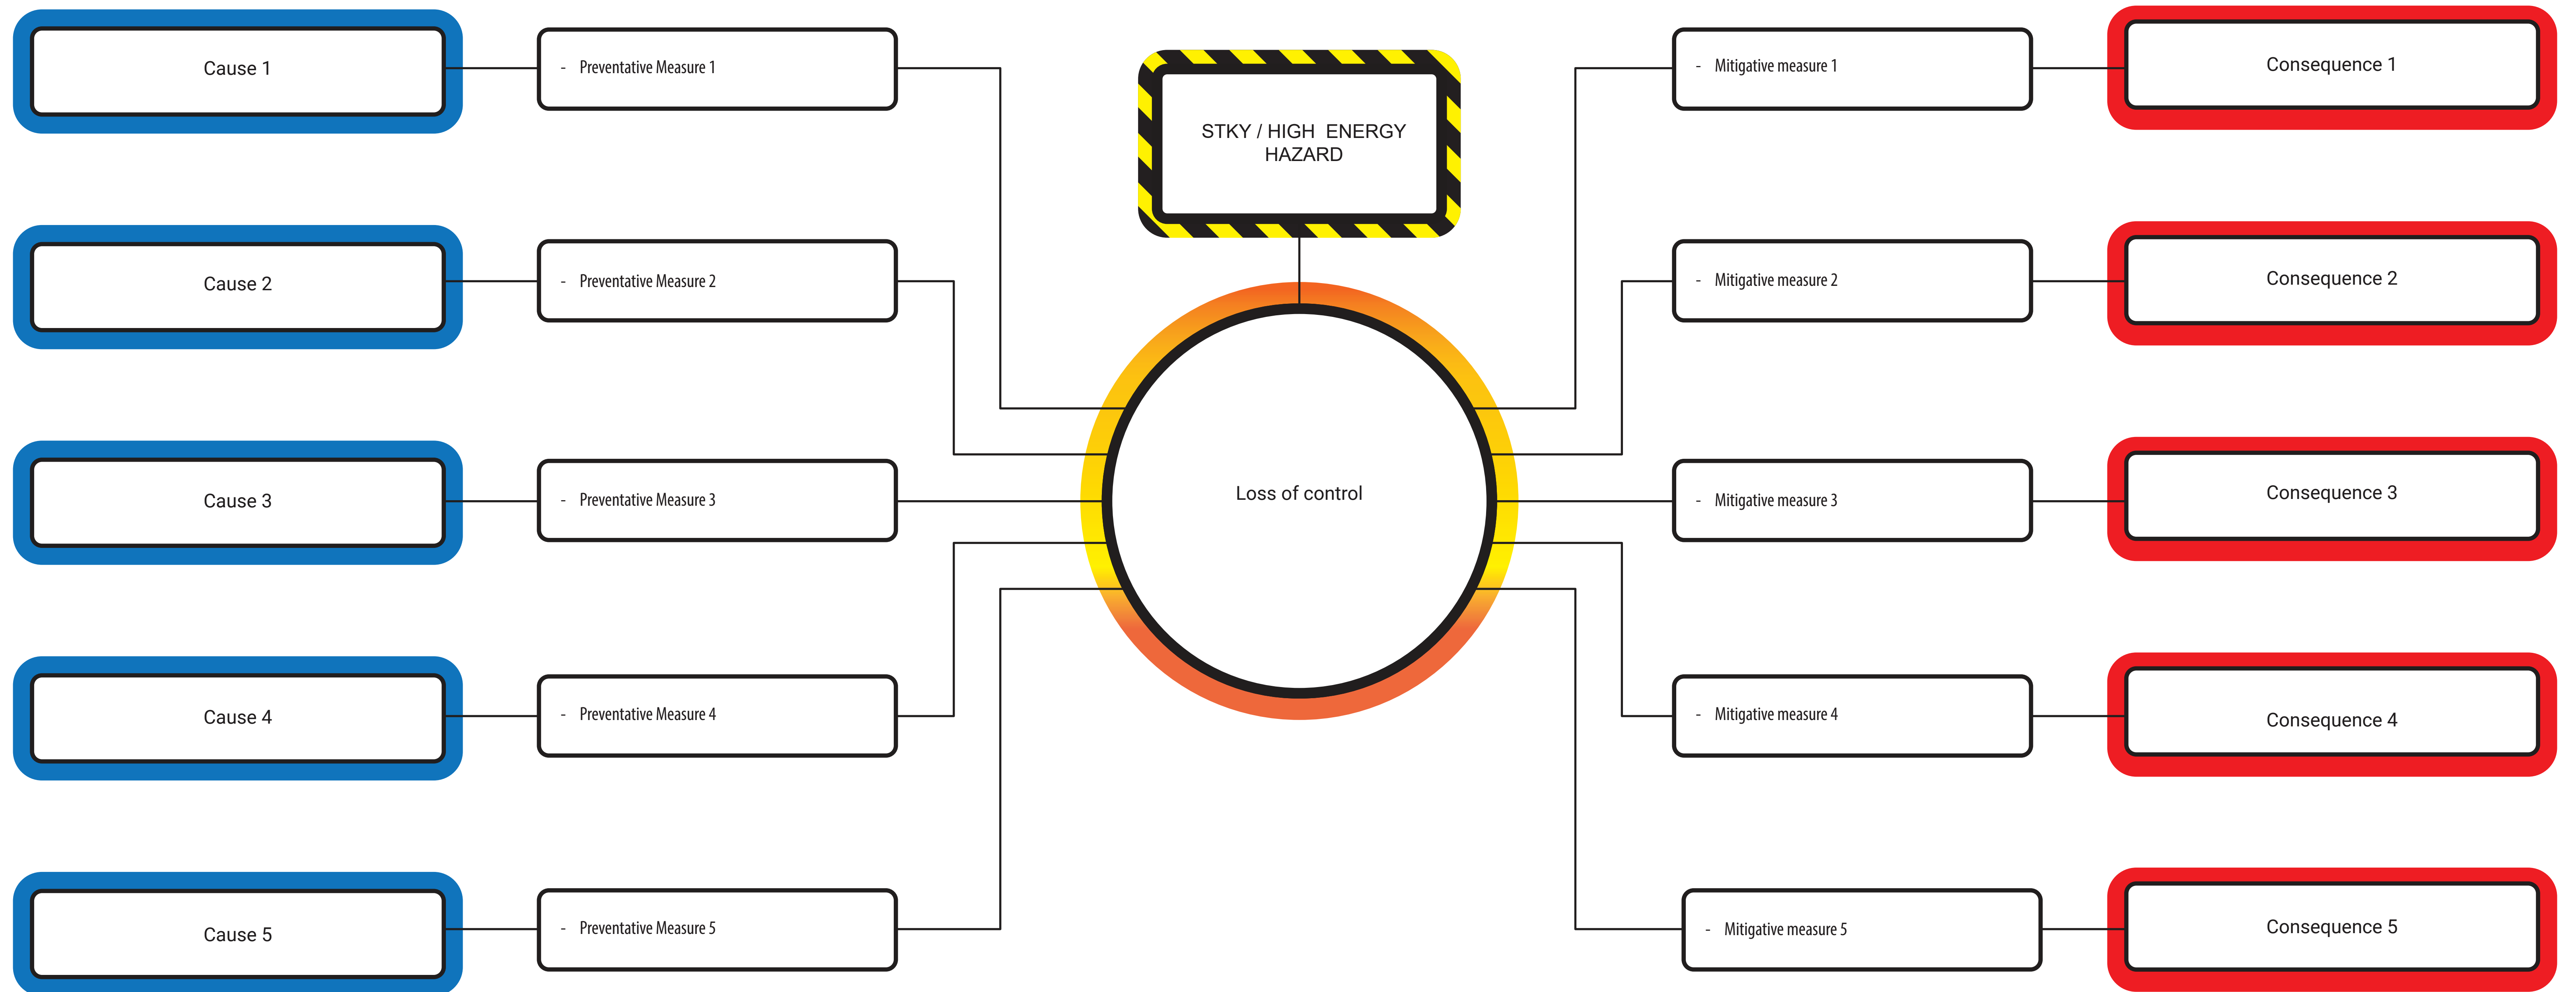 Cause 1
- Preventative Measure 1
STKY / HIGH ENERGY
HAZARD
- Mitigative measure 1
Consequence 1
Cause 2
- Preventative Measure 2
- Mitigative measure 2
Consequence 2
Cause 3
- Preventative Measure 3
Loss of control
- Mitigative measure 3
Consequence 3
Cause 4
- Preventative Measure 4
- Mitigative measure 4
Consequence 4
Cause 5
- Preventative Measure 5
- Mitigative measure 5
Consequence 5